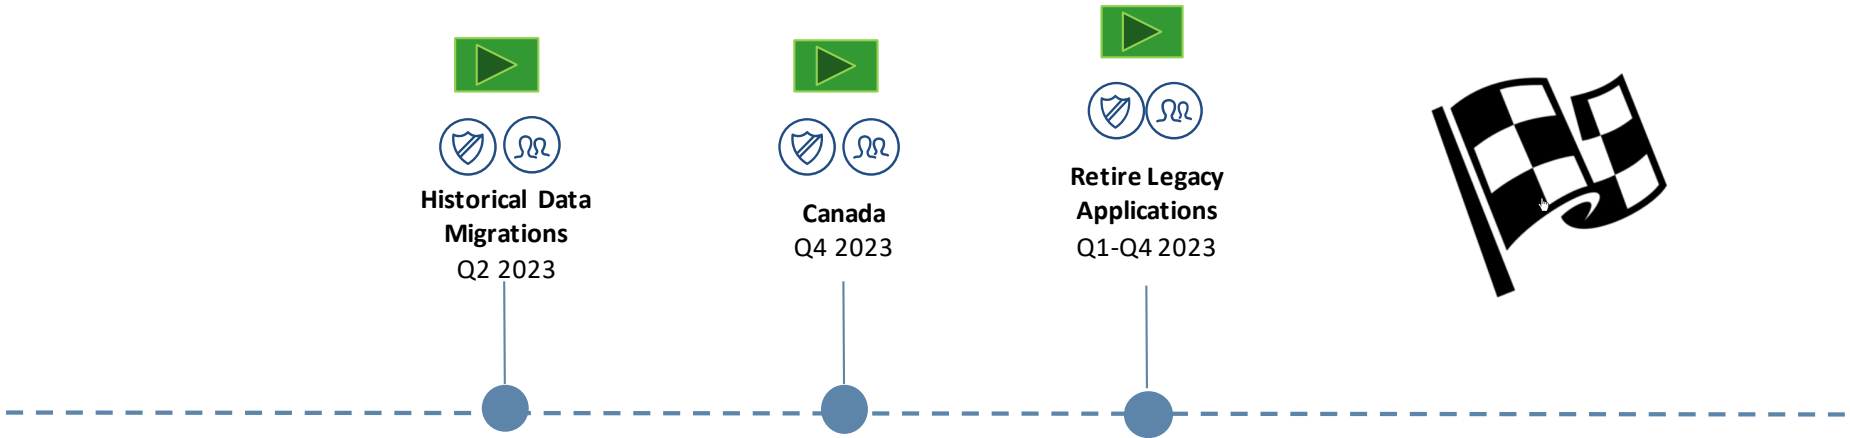 Historical Data
Migrations
Q2 2023
Canada
Q4 2023
Retire Legacy
Applications
Q1-Q4 2023